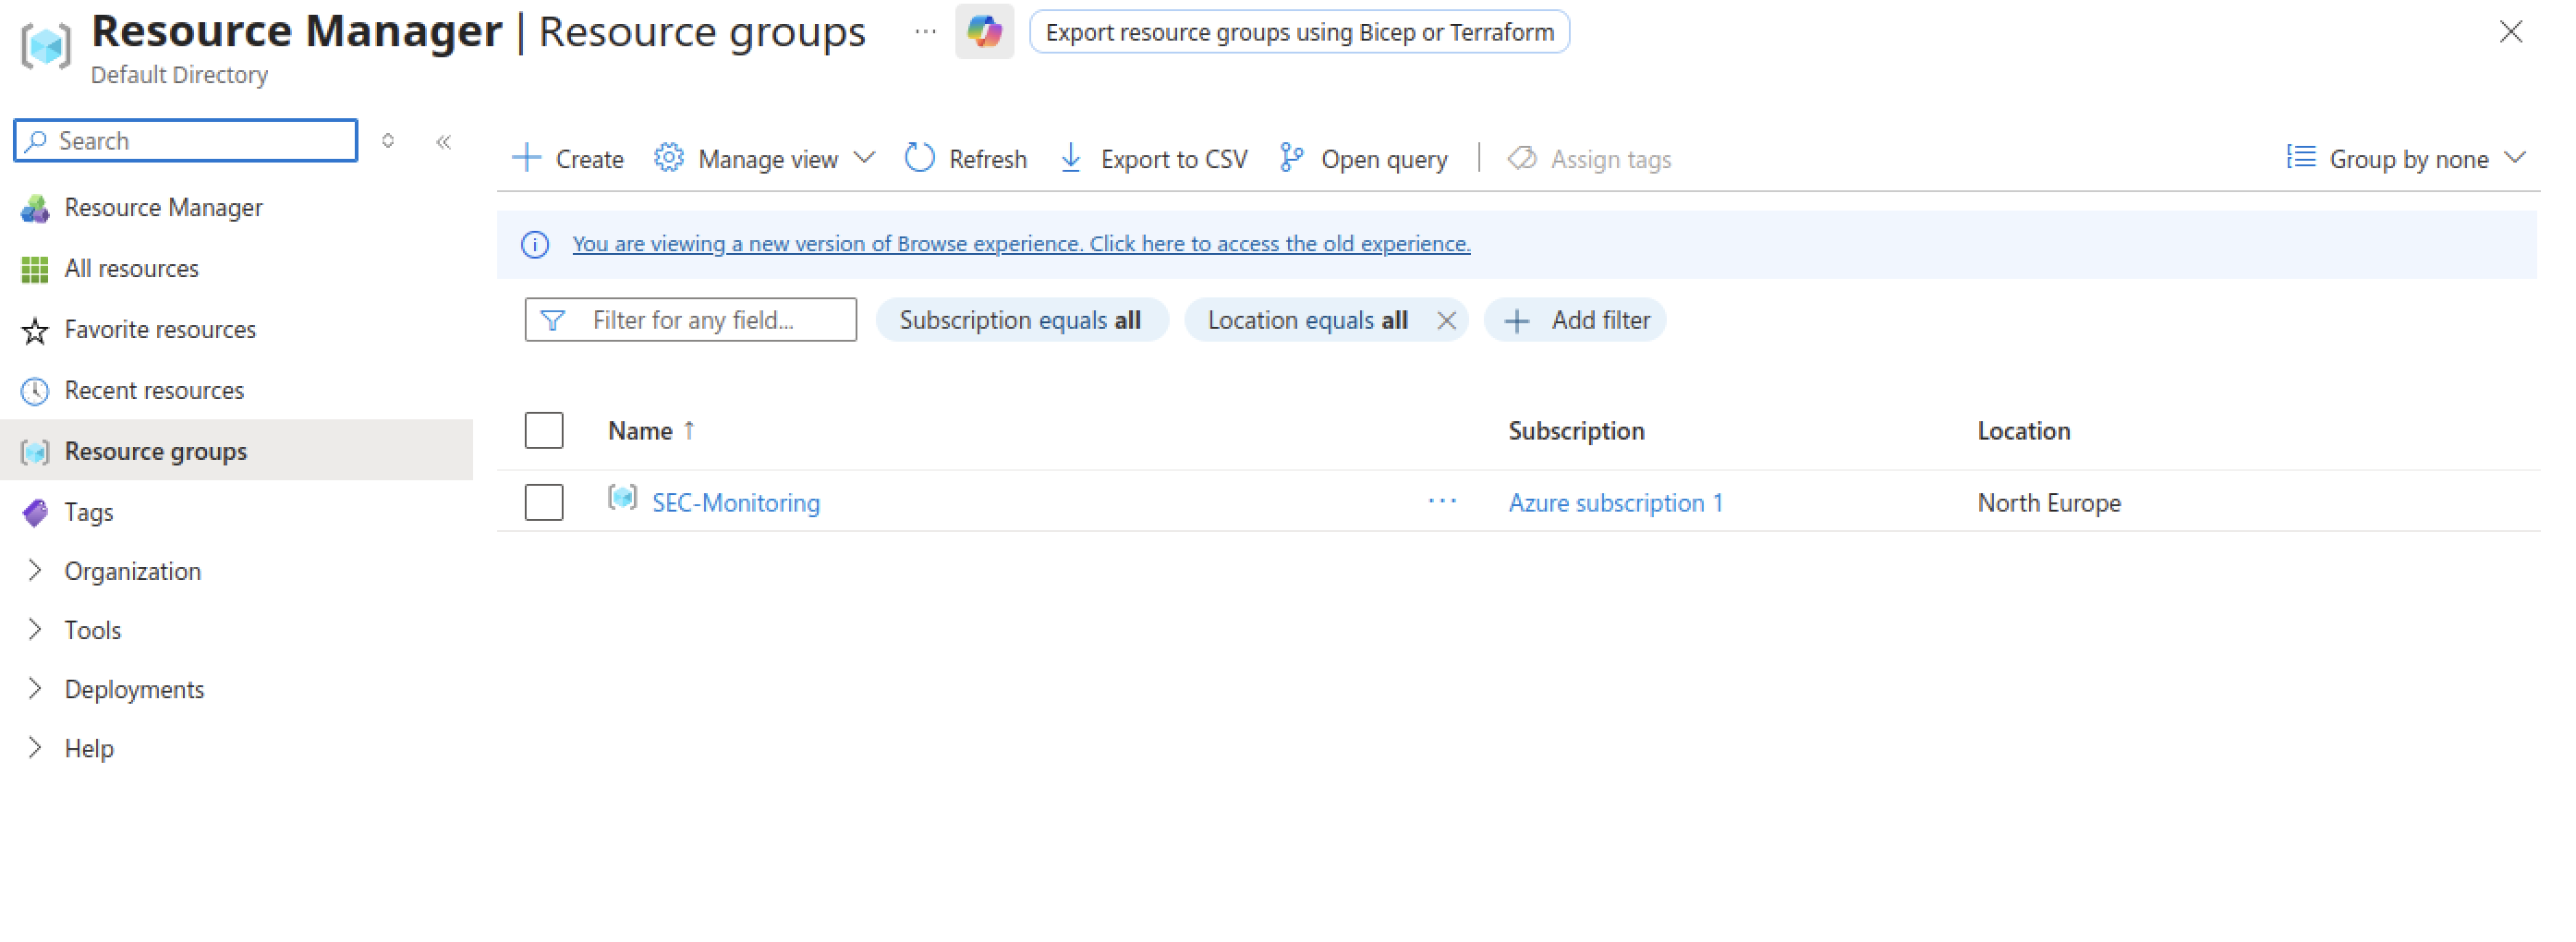 Resource Manager | Resource groups ... Export resource groups using Bicep or Terraform
Default Directory
Search
Resource Manager
All resources
Favorite resources
Recent resources
Resource groups
Tags
Organization
Tools
Deployments
Help
Create Manage view Refresh Export to CSV Open query | Assign tags Group by none
You are viewing a new version of Browse experience. Click here to access the old experience.
Filter for any field... Subscription equals all Location equals all Add filter
Name ↑ Subscription Location
SEC-Monitoring ... Azure subscription 1 North Europe